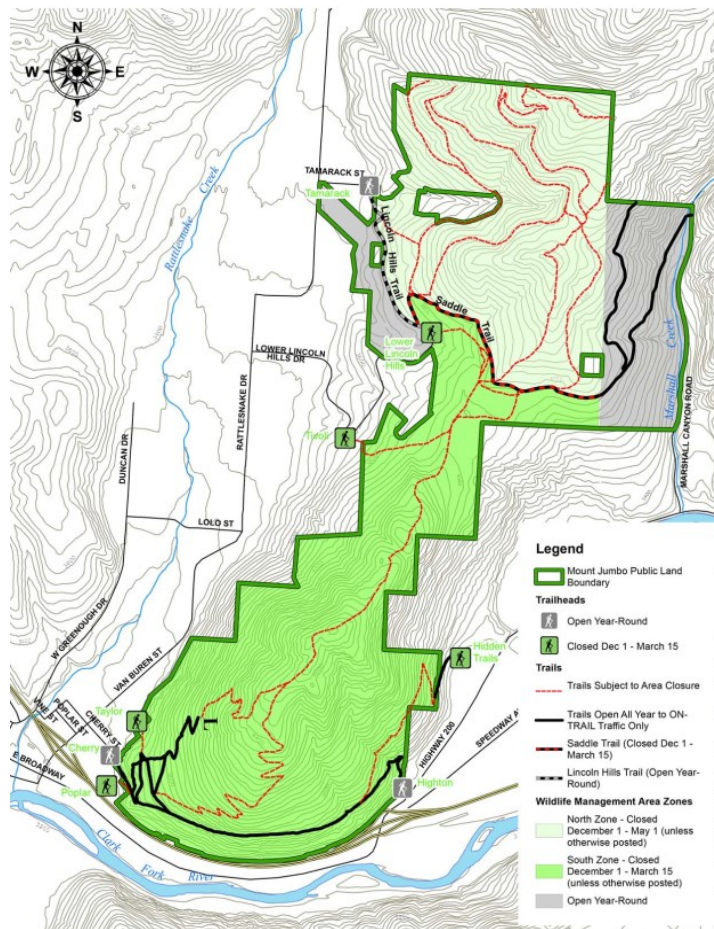 N
W E
S
Rattlesnake Creek
TAMARACK ST
Tamarack
Lincoln Hills Trail
Saddle Trail
Lower
Lincoln
Hills
LOWER LINCOLN
HILLS DR
RATTLESNAKE DR
Tivoli
DUNCAN DR
LOLO ST
W GREENOUGH DR
VAN BUREN ST
Marshall Creek
MARSHALL CANYON ROAD
Hidden
Trails
Taylor
L
POPLAR ST
VINE ST
CHERRY ST
Cherry
E BROADWAY
Poplar
Highton
HIGHWAY 200
SPEEDWAY A
Clark Fork River
Legend
Mount Jumbo Public Land
Boundary
Trailheads
Open Year-Round
Closed Dec 1 - March 15
Trails
Trails Subject to Area Closure
Trails Open All Year to ON-
TRAIL Traffic Only
Saddle Trail (Closed Dec 1 -
March 15)
Lincoln Hills Trail (Open Year-
Round)
Wildlife Management Area Zones
North Zone - Closed
December 1 - May 1 (unless
otherwise posted)
South Zone - Closed
December 1 - March 15
(unless otherwise posted)
Open Year-Round